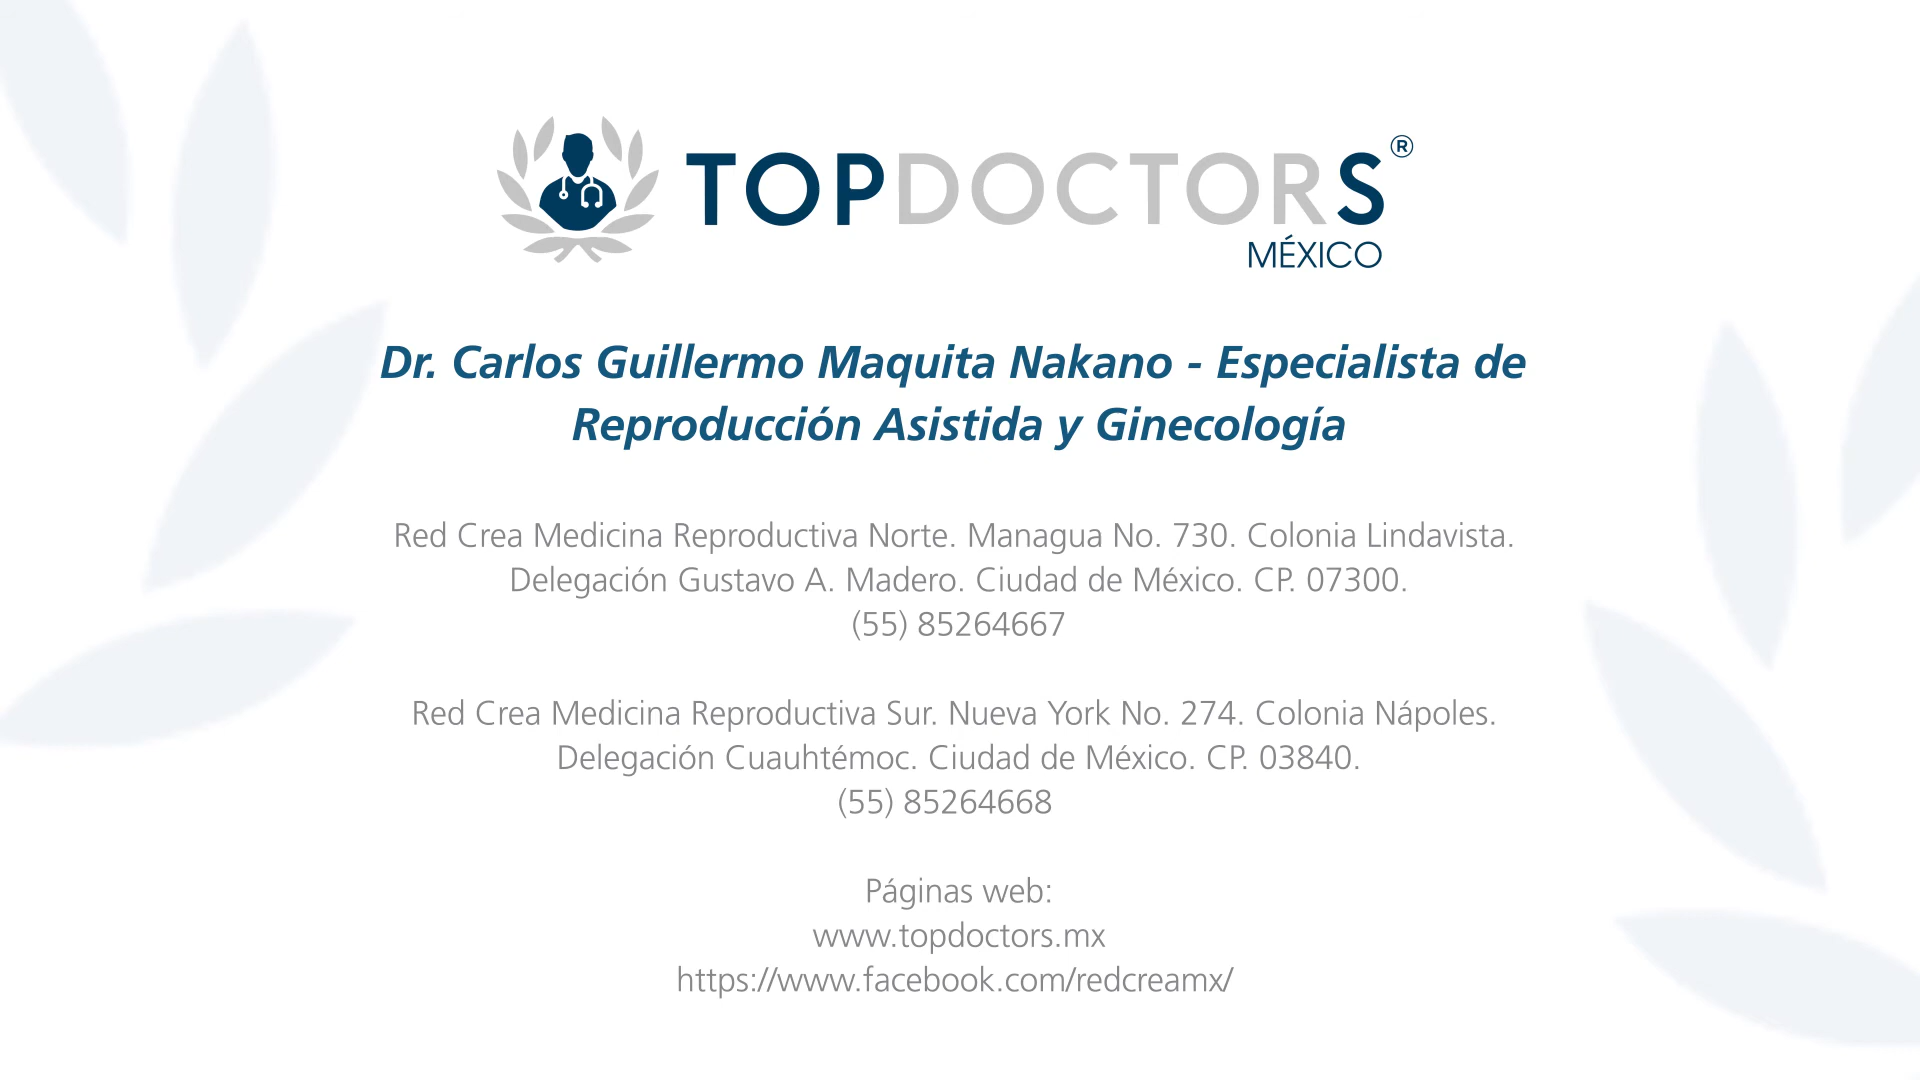 TOPDOCTORS®
MÉXICO
Dr. Carlos Guillermo Maquita Nakano - Especialista de
Reproducción Asistida y Ginecología
Red Crea Medicina Reproductiva Norte. Managua No. 730. Colonia Lindavista.
Delegación Gustavo A. Madero. Ciudad de México. CP. 07300.
(55) 85264667
Red Crea Medicina Reproductiva Sur. Nueva York No. 274. Colonia Nápoles.
Delegación Cuauhtémoc. Ciudad de México. CP. 03840.
(55) 85264668
Páginas web:
www.topdoctors.mx
https://www.facebook.com/redcreamx/